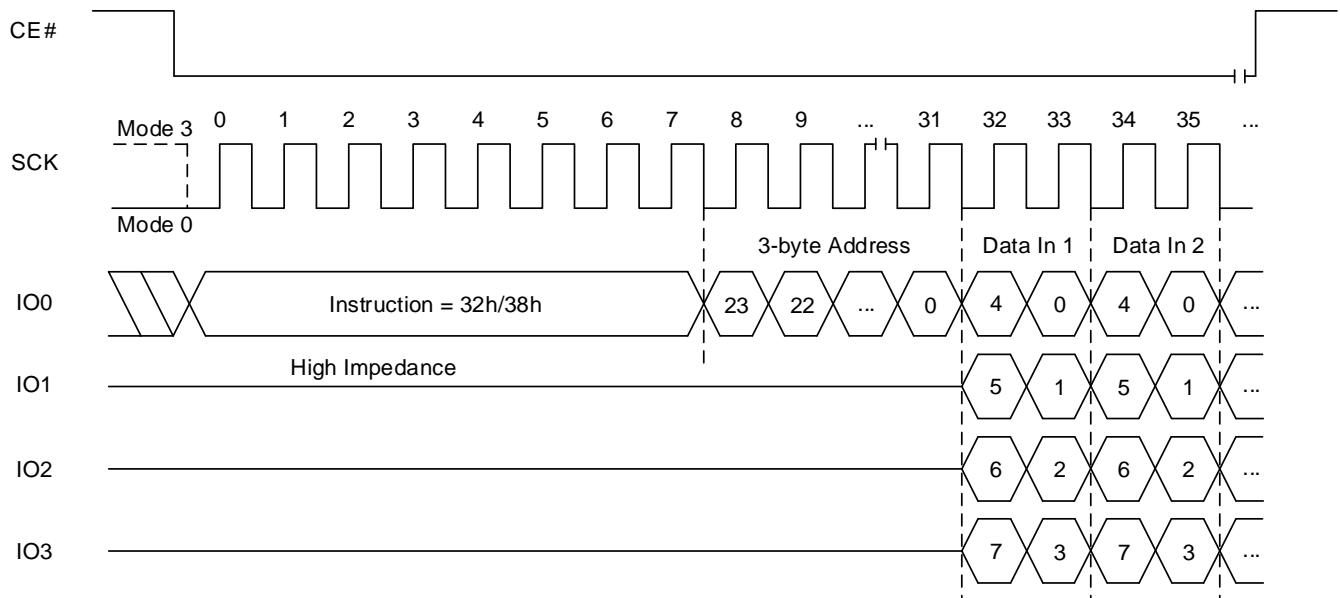 CE#
Mode 3 0 1 2 3 4 5 6 7 8 9 ... 31 32 33 34 35 ...
SCK
Mode 0
3-byte Address Data In 1 Data In 2
IO0 Instruction = 32h/38h 23 22 ... 0 4 0 4 0 ...
High Impedance
IO1 5 1 5 1 ...
IO2 6 2 6 2 ...
IO3 7 3 7 3 ...